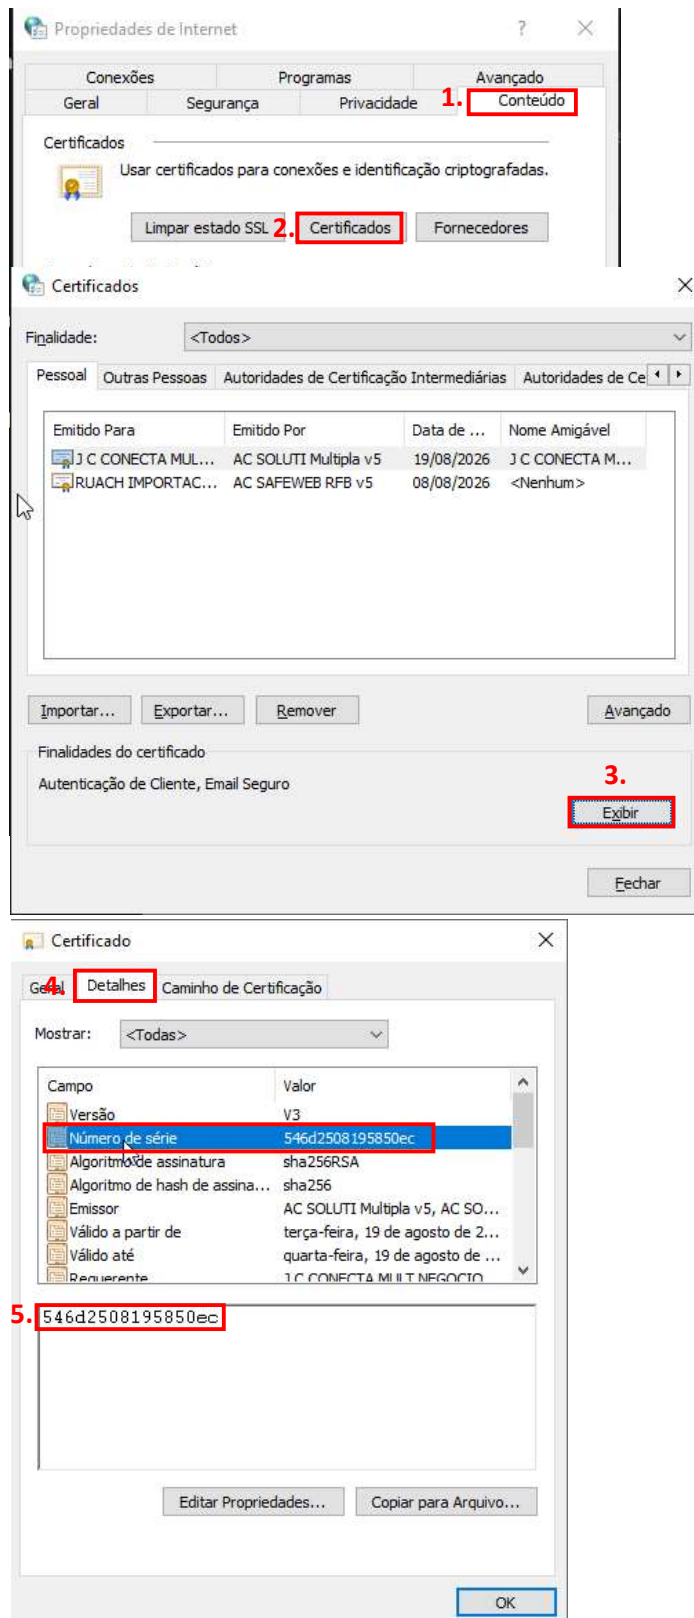 Propriedades de Internet ?
Conexões Programas Avançado
Geral Segurança Privacidade 1. Conteúdo
Certificados
Usar certificados para conexões e identificação criptografadas.
Limpar estado SSL 2. Certificados Fornecedores
Certificados
Finalidade: <Todos>
Pessoal Outras Pessoas Autoridades de Certificação Intermediárias Autoridades de Ce
Emitido Para Emitido Por Data de ... Nome Amigável
J C CONECTA MUL... AC SOLUTI Multipla v5 19/08/2026 J C CONECTA M...
RUACH IMPORTAC... AC SAFEWEB RFB v5 08/08/2026 <Nenhum>
Importar... Exportar... Remover Avançado
Finalidades do certificado
Autenticação de Cliente, Email Seguro
3.
Exibir
Fechar
Certificado
Geral 4. Detalhes Caminho de Certificação
Mostrar: <Todas>
Campo Valor
Versão V3
Número de série 546d2508195850ec
Algoritmo de assinatura sha256RSA
Algoritmo de hash de assina... sha256
Emissor AC SOLUTI Multipla v5, AC SO...
Válido a partir de terça-feira, 19 de agosto de 2...
Válido até quarta-feira, 19 de agosto de ...
Requerente J C CONECTA MULT NEGOCIO
5. 546d2508195850ec
Editar Propriedades... Copiar para Arquivo...
OK